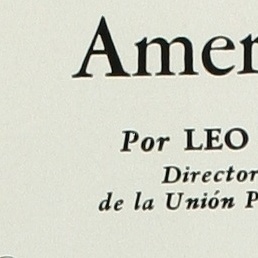 Amer
Por LEO
Director
de la Unión P